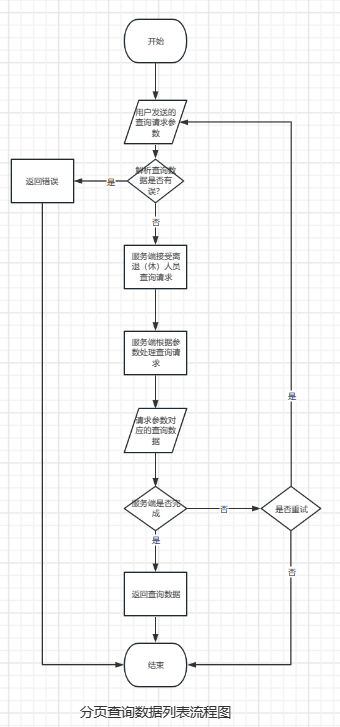 开始
用户发送的
查询请求参
数
解析查询数
据是否有
误?
返回错误
是
否
服务端接受离
退（休）人员
查询请求
服务端根据参
数处理查询请
求
请求参数对
应的查询数
据
服务端是否完
成
否
是否重试
是
是
否
返回查询数据
结束
分页查询数据列表流程图